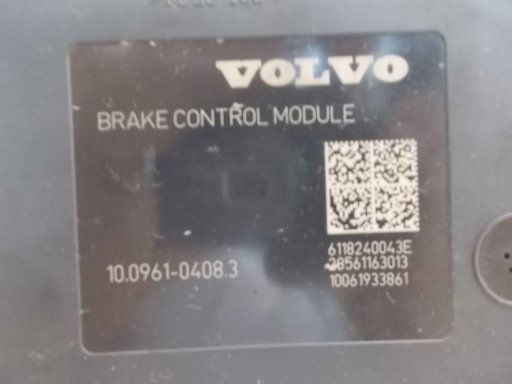 VOLVO
BRAKE CONTROL MODULE
6118240043E
28561163013
10.0961-0408.3
10061933861